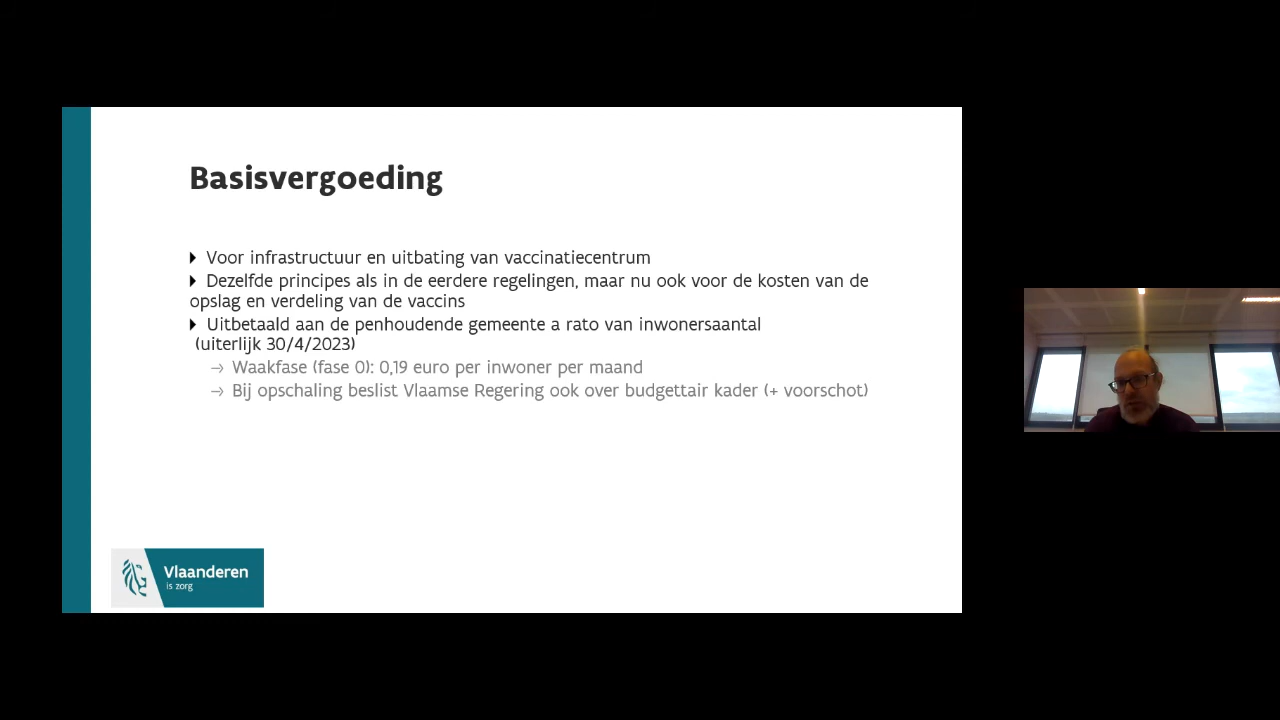 Basisvergoeding
Voor infrastructuur en uitbating van vaccinatiecentrum
Dezelfde principes als in de eerdere regelingen, maar nu ook voor de kosten van de
opslag en verdeling van de vaccins
Uitbetaald aan de penhoudende gemeente a rato van inwonersaantal
(uiterlijk 30/4/2023)
→ Waakfase (fase 0): 0,19 euro per inwoner per maand
→ Bij opschaling beslist Vlaamse Regering ook over budgettair kader (+ voorschot)
Vlaanderen
is zorg